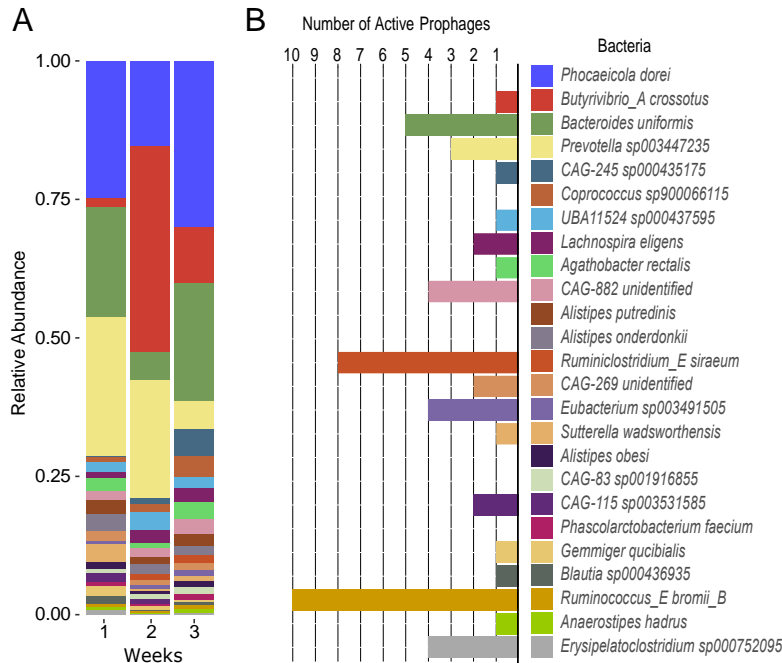 A
B
Number of Active Prophages
10 9 8 7 6 5 4 3 2 1
Bacteria
Relative Abundance
1.00
0.75
0.50
0.25
0.00
1 2 3
Weeks
Phocaeicola dorei
Butyrivibrio_A crossotus
Bacteroides uniformis
Prevotella sp003447235
CAG-245 sp000435175
Coprococcus sp900066115
UBA11524 sp000437595
Lachnospira eligens
Agathobacter rectalis
CAG-882 unidentified
Alistipes putredinis
Alistipes onderdonkii
Ruminiclostridium_E siraeum
CAG-269 unidentified
Eubacterium sp003491505
Sutterella wadsworthensis
Alistipes obesi
CAG-83 sp001916855
CAG-115 sp003531585
Phascolarctobacterium faecium
Gemmiger qucibialis
Blautia sp000436935
Ruminococcus_E bromii_B
Anaerostipes hadrus
Erysipelatoclostridium sp000752095